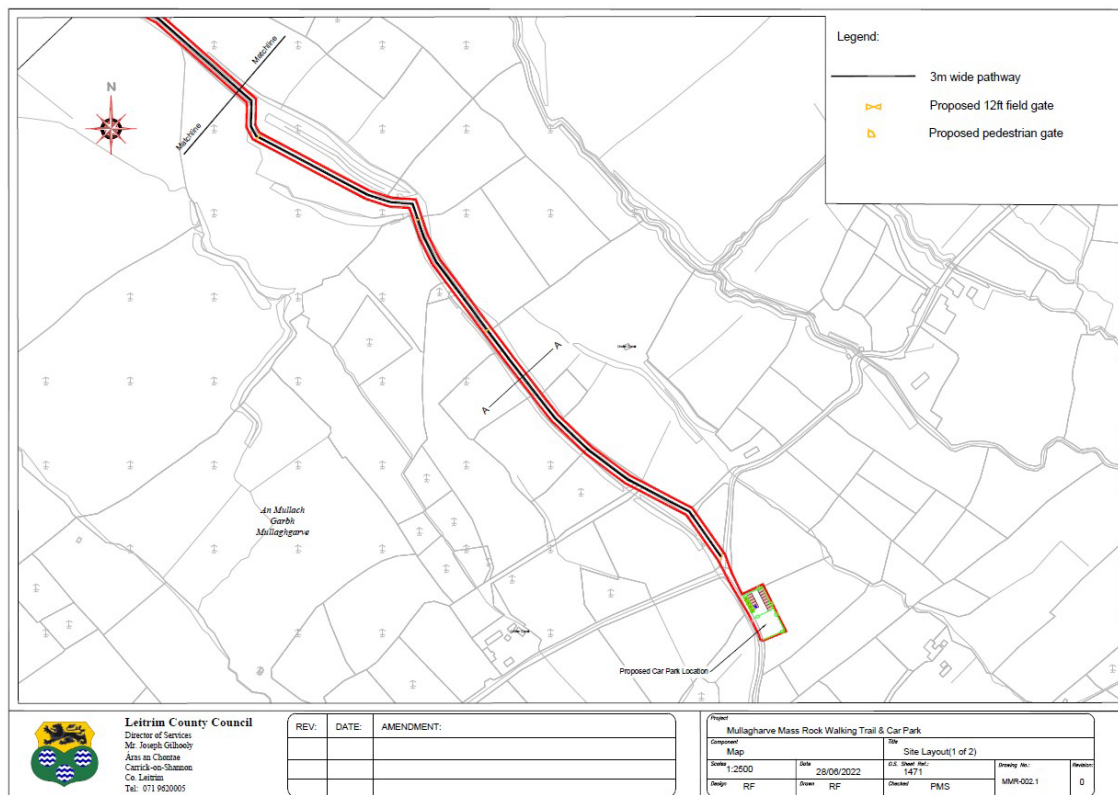 Legend:
3m wide pathway
Proposed 12ft field gate
Proposed pedestrian gate
Matchline
Matchline
N
A
A
An Mullach
Garbh
Mullaghgarve
Proposed Car Park Location
Leitrim County Council
Director of Services
Mr. Joseph Gilhooly
Áras an Chontae
Carrick-on-Shannon
Co. Leitrim
Tel: 071 9620005
REV: DATE: AMENDMENT:
Project
Mullagharve Mass Rock Walking Trail & Car Park
Component Title
Map Site Layout(1 of 2)
Scales Date O.S. Sheet Ref.: Drawing No.: Revision:
1:2500 28/06/2022 1471 MMR-002.1 0
Design RF Drawn RF Checked PMS